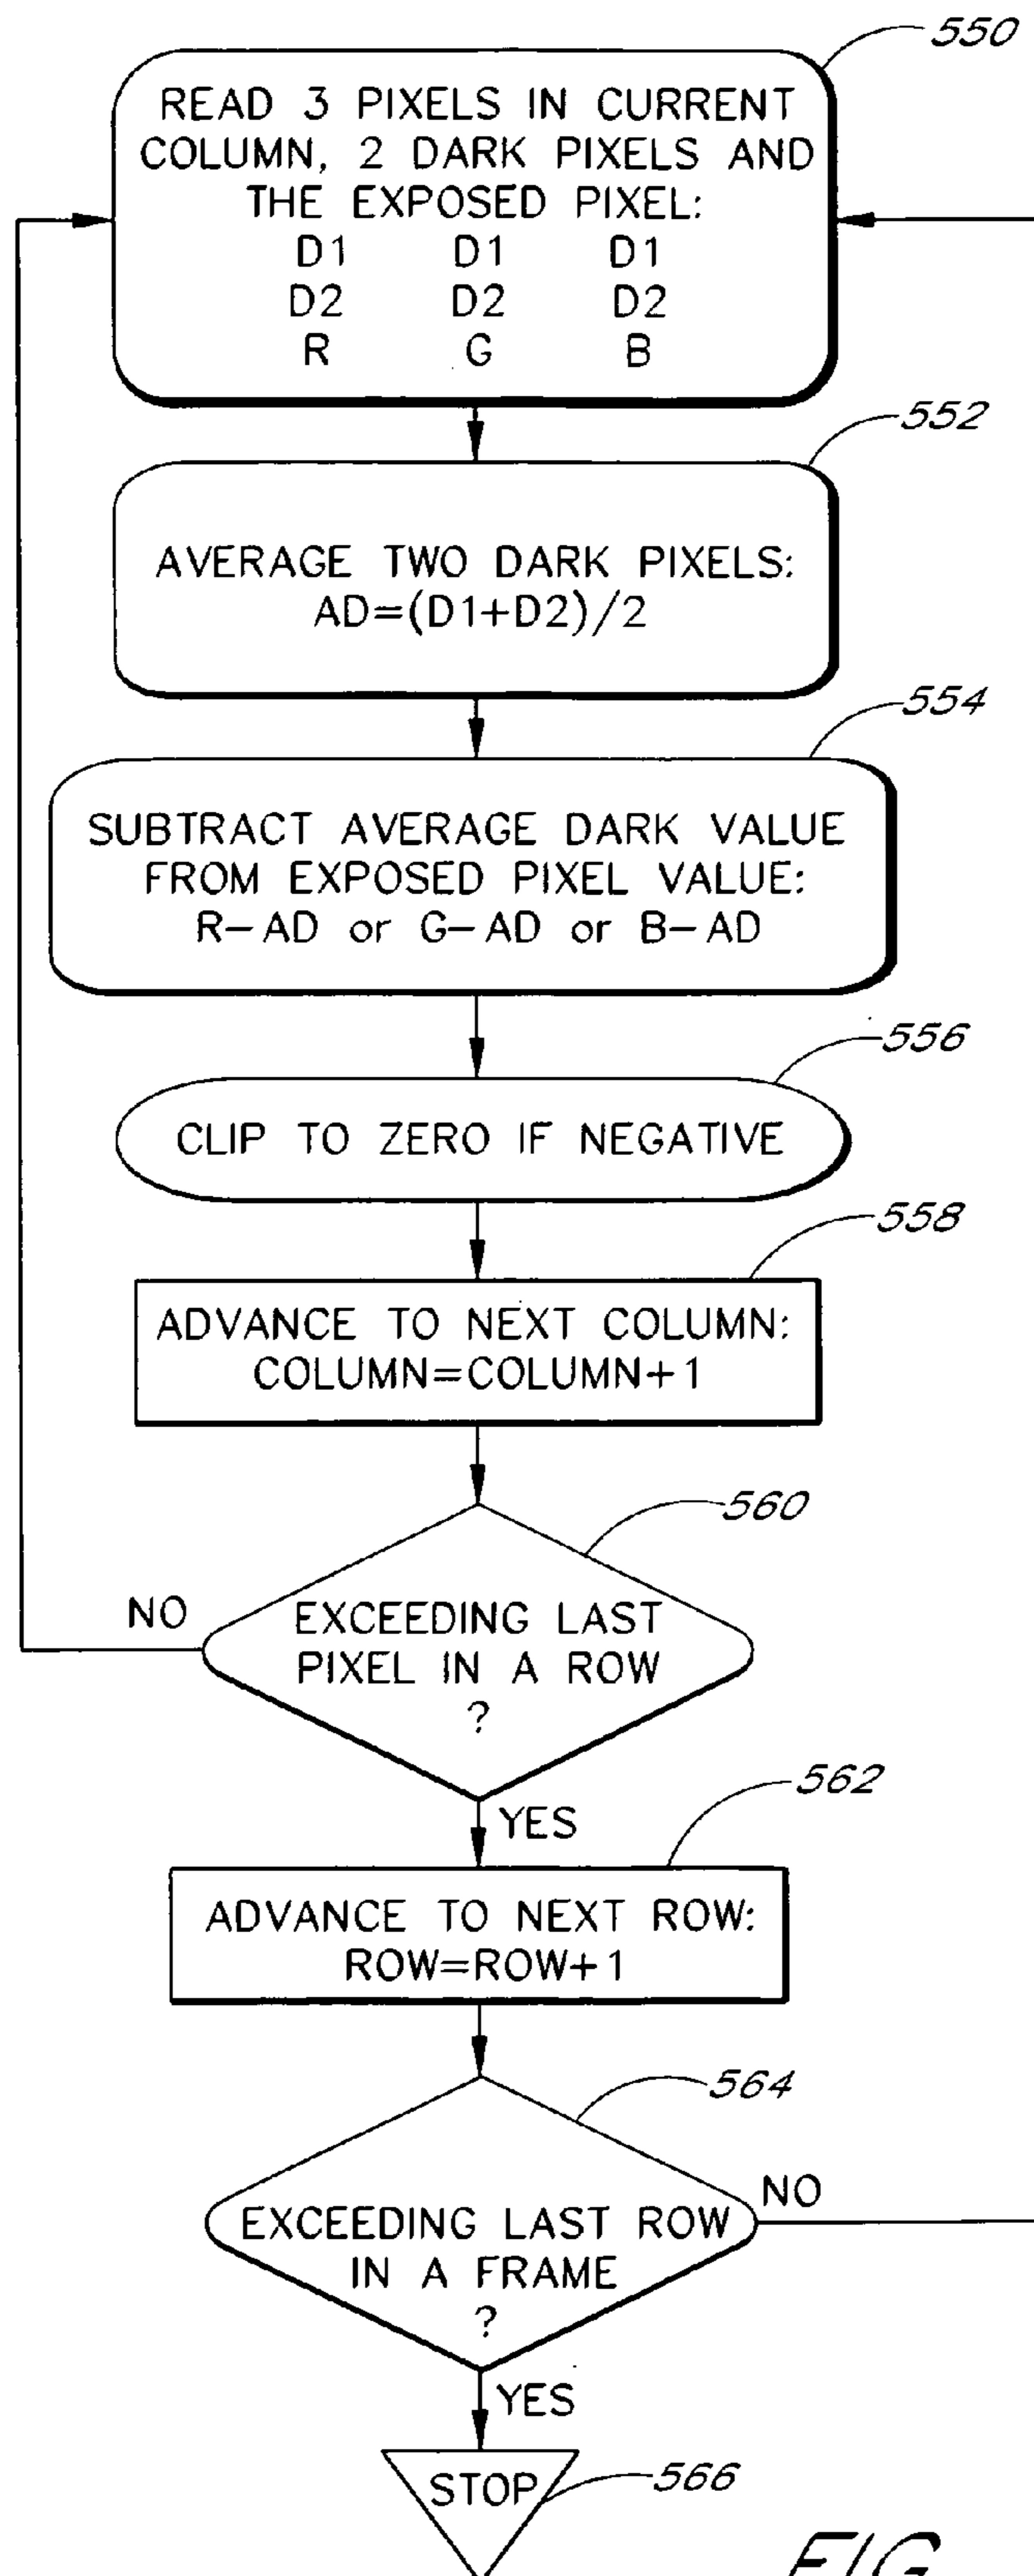 550
READ 3 PIXELS IN CURRENT
COLUMN, 2 DARK PIXELS AND
THE EXPOSED PIXEL:
D1 D1 D1
D2 D2 D2
R G B
552
AVERAGE TWO DARK PIXELS:
AD=(D1+D2)/2
554
SUBTRACT AVERAGE DARK VALUE
FROM EXPOSED PIXEL VALUE:
R-AD or G-AD or B-AD
556
CLIP TO ZERO IF NEGATIVE
558
ADVANCE TO NEXT COLUMN:
COLUMN=COLUMN+1
560
EXCEEDING LAST
PIXEL IN A ROW
?
NO
YES
562
ADVANCE TO NEXT ROW:
ROW=ROW+1
564
NO
EXCEEDING LAST ROW
IN A FRAME
?
YES
STOP
566
FIG